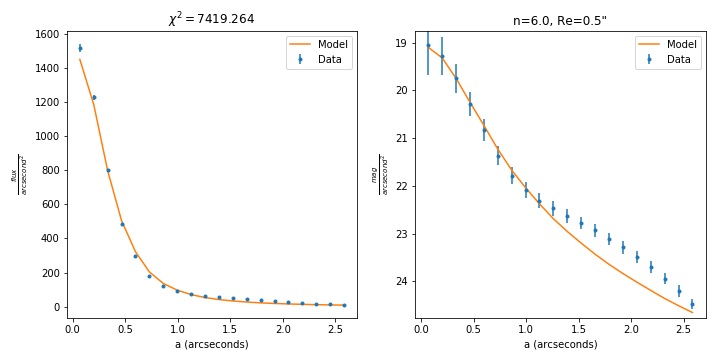 χ² = 7419.264
1600
1400
1200
1000
800
600
400
200
0
flux
arcsecond²
0.0 0.5 1.0 1.5 2.0 2.5
a (arcseconds)
Model
Data
n=6.0, Re=0.5"
19
20
21
22
23
24
mag
arcsecond²
0.0 0.5 1.0 1.5 2.0 2.5
a (arcseconds)
Model
Data